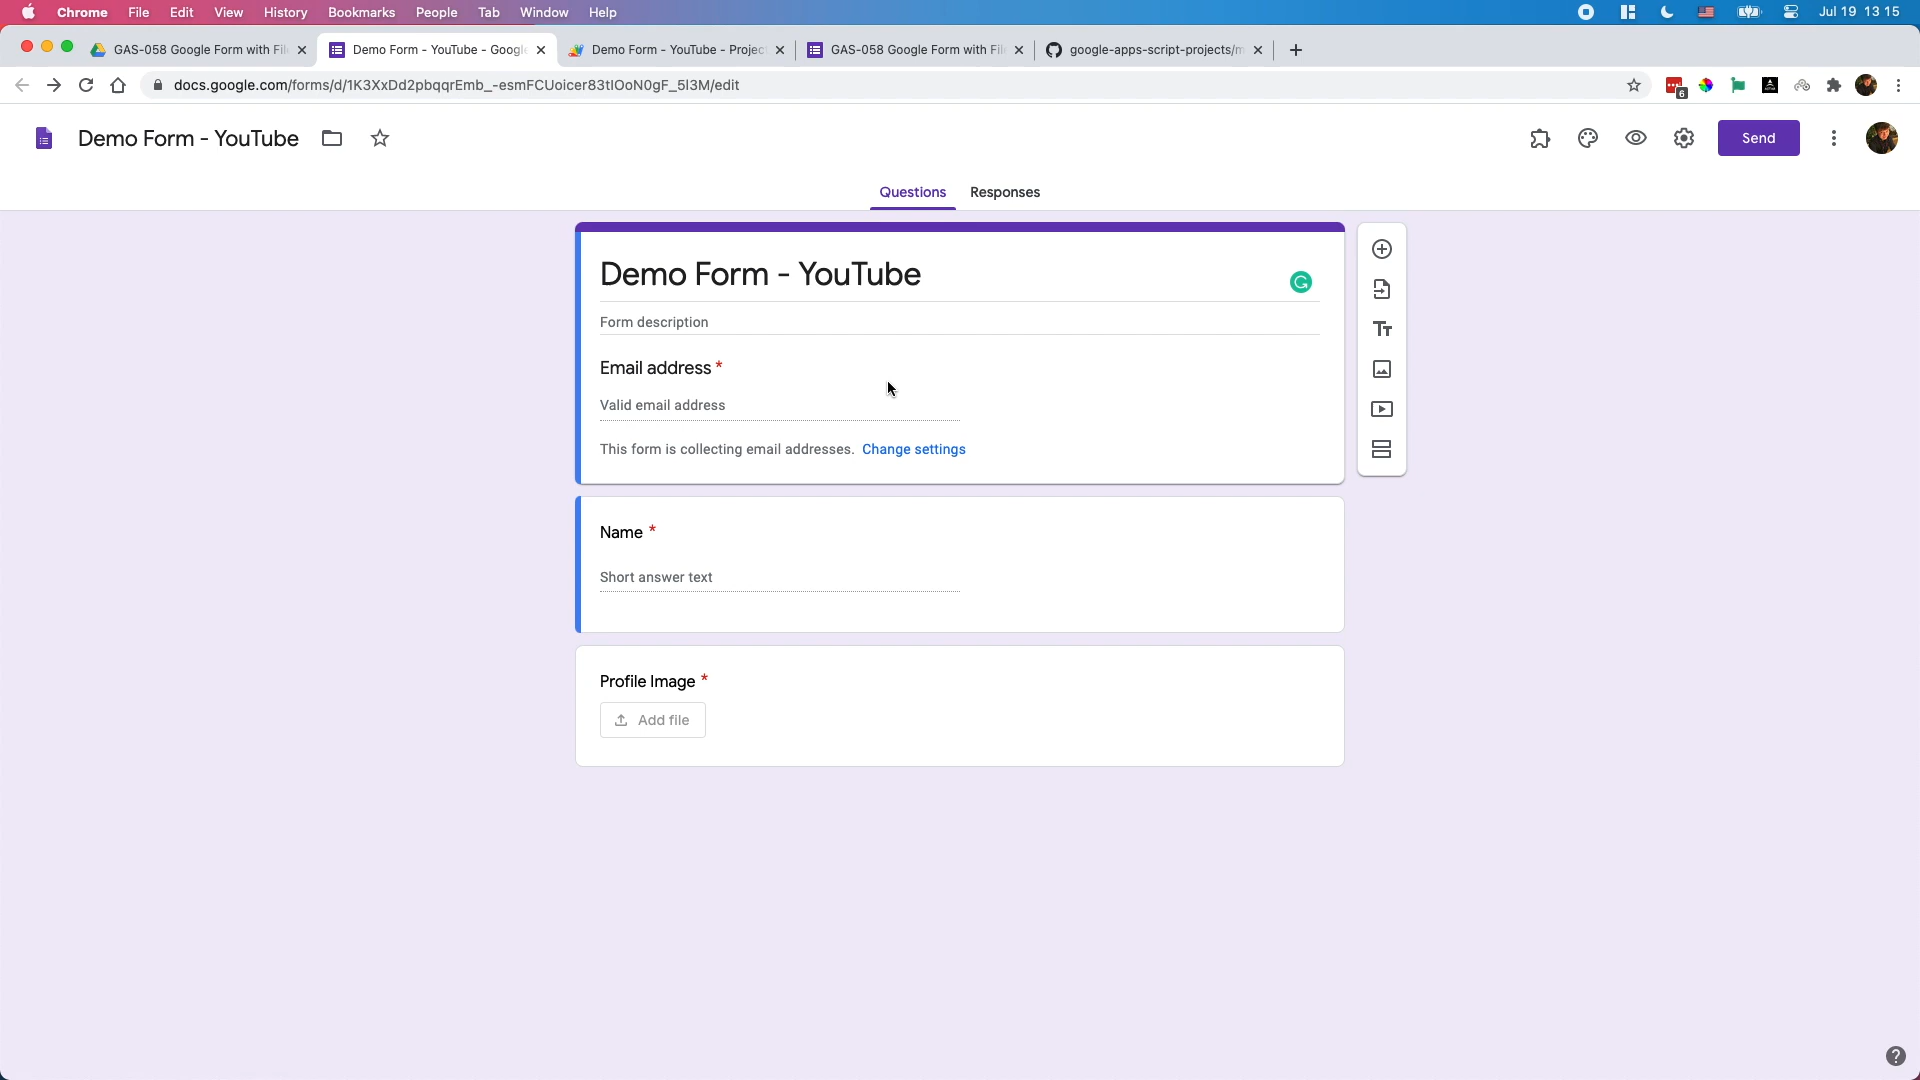 Chrome File Edit View History Bookmarks People Tab Window Help Jul 19 13 15
GAS-058 Google Form with Fil Demo Form - YouTube - Google Demo Form - YouTube - Project GAS-058 Google Form with Fil google-apps-script-projects/m
docs.google.com/forms/d/1K3XxDd2pbqqrEmb_-esmFCUoicer83tIOoN0gF_5I3M/edit
6
Demo Form - YouTube
Send
Questions Responses
Demo Form - YouTube
Form description
Email address *
Valid email address
This form is collecting email addresses. Change settings
Name *
Short answer text
Profile Image *
Add file